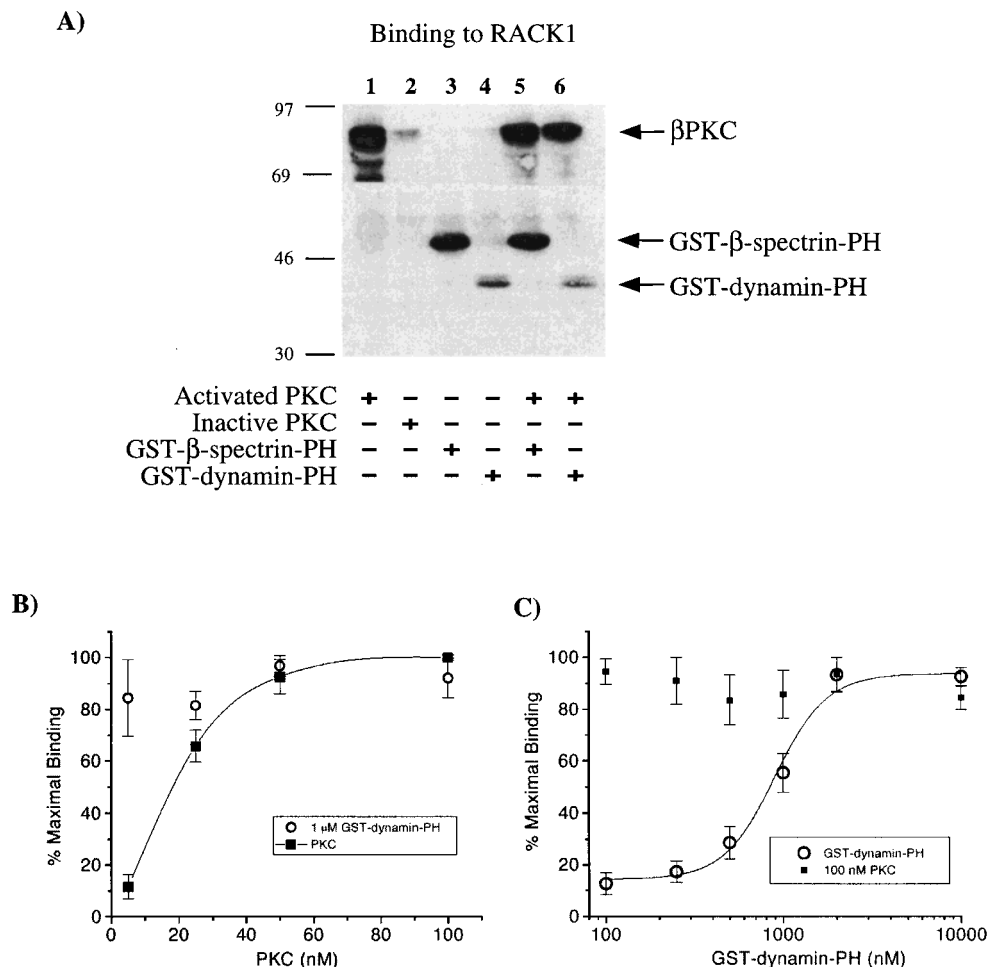 A)
Binding to RACK1
1 2 3 4 5 6
97
βPKC
69
GST-β-spectrin-PH
46
GST-dynamin-PH
30
Activated PKC + – – – + +
Inactive PKC – + – – – –
GST-β-spectrin-PH – – + – + –
GST-dynamin-PH – – – + – +
B)
% Maximal Binding
100
80
60
40
20
0
1 μM GST-dynamin-PH
PKC
0 20 40 60 80 100
PKC (nM)
C)
% Maximal Binding
100
80
60
40
20
0
GST-dynamin-PH
100 nM PKC
100 1000 10000
GST-dynamin-PH (nM)